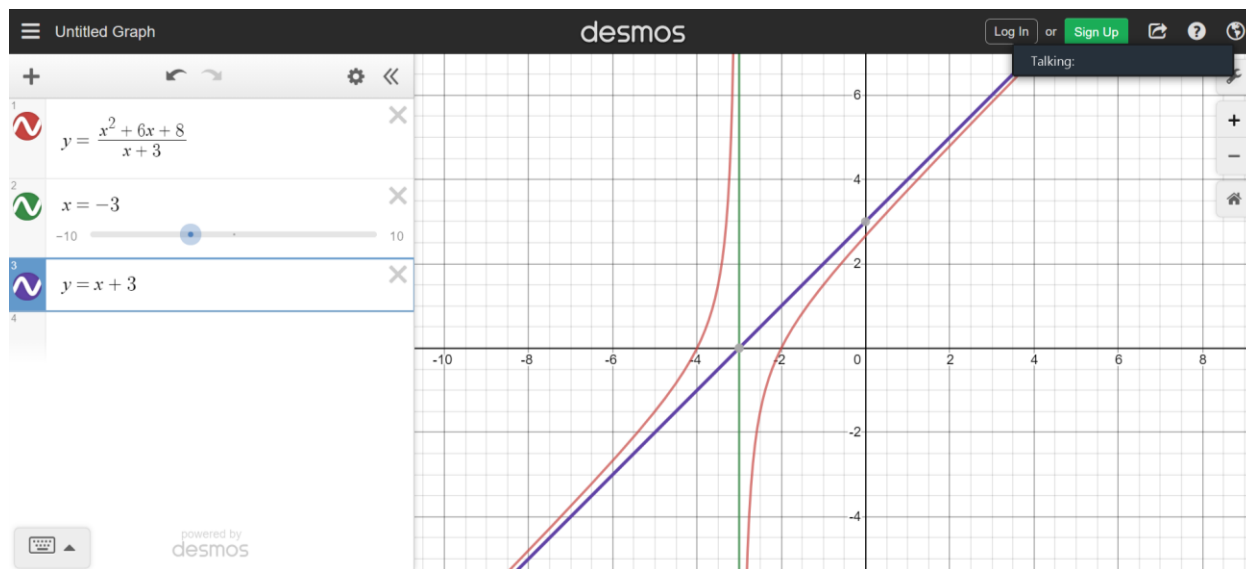 Untitled Graph
desmos
Log In or Sign Up
Talking:
1
y = \frac{x^2 + 6x + 8}{x + 3}
2
x = −3
-10 10
3
y = x + 3
4
powered by
desmos
6
4
2
-10 -8 -6 -4 -2 0 2 4 6 8
-2
-4